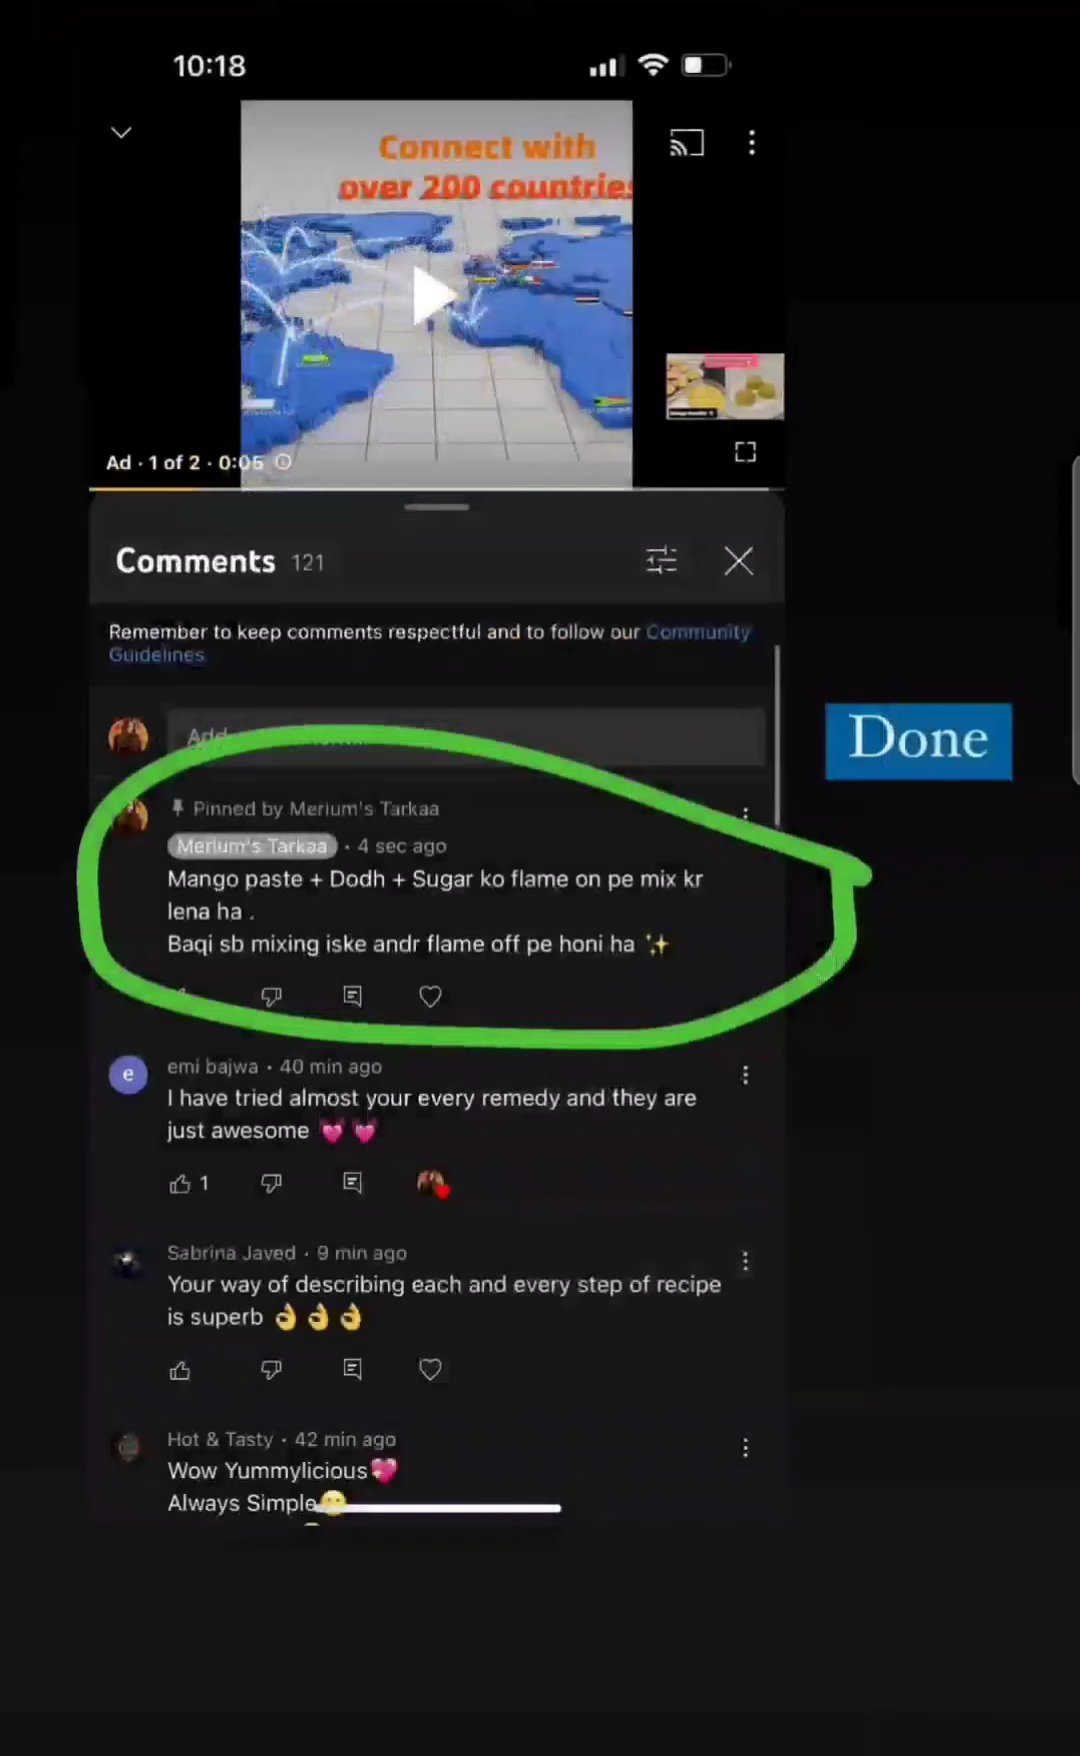 10:18
Connect with
over 200 countries
Ad · 1 of 2 · 0:05
Comments 121
Remember to keep comments respectful and to follow our Community
Guidelines
Add
Pinned by Merium's Tarkaa
Merium's Tarkaa · 4 sec ago
Mango paste + Dodh + Sugar ko flame on pe mix kr
lena ha .
Baqi sb mixing iske andr flame off pe honi ha ✨
Done
e
emi bajwa · 40 min ago
I have tried almost your every remedy and they are
just awesome 💗 💗
1
Sabrina Javed · 9 min ago
Your way of describing each and every step of recipe
is superb 👌 👌 👌
Hot & Tasty · 42 min ago
Wow Yummylicious💖
Always Simple